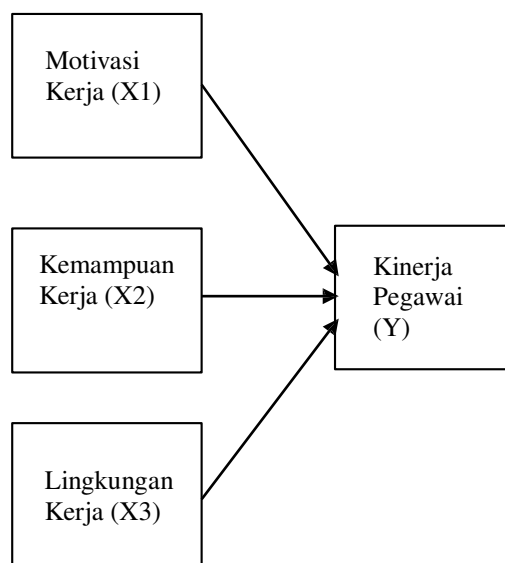 Motivasi
Kerja (X1)
Kemampuan
Kerja (X2)
Kinerja
Pegawai
(Y)
Lingkungan
Kerja (X3)